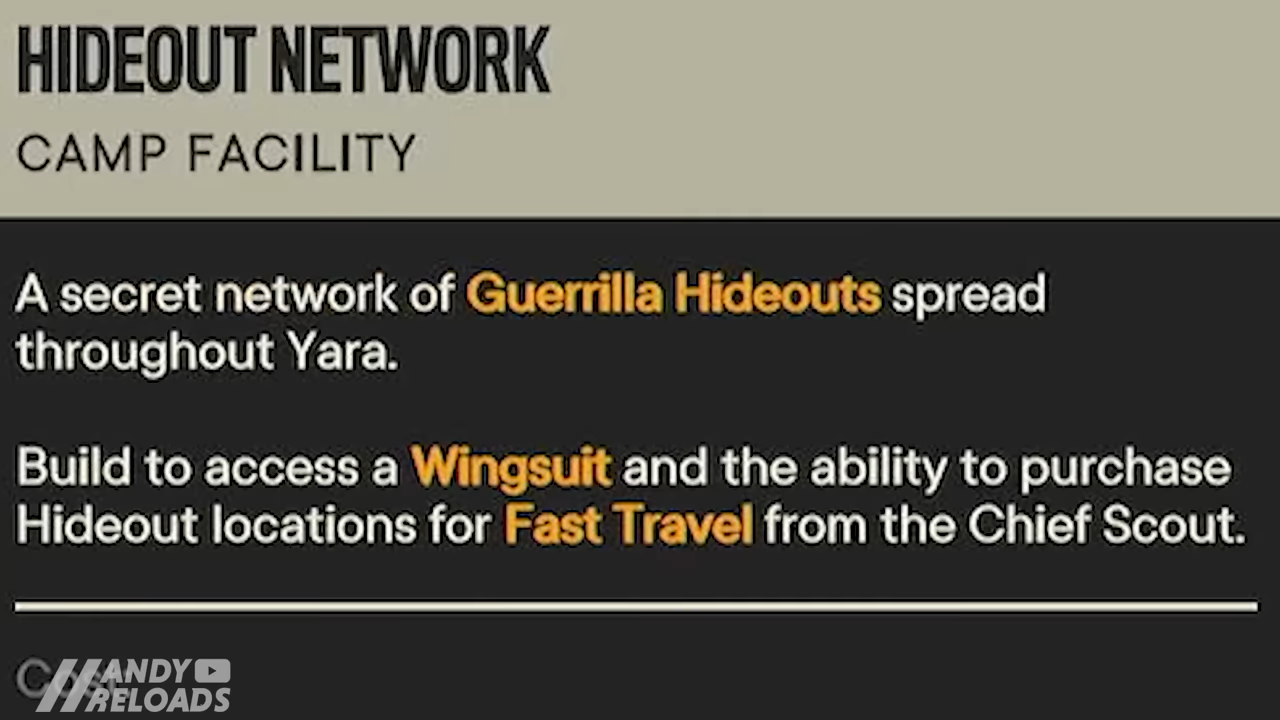 HIDEOUT NETWORK
CAMP FACILITY
A secret network of Guerrilla Hideouts spread
throughout Yara.
Build to access a Wingsuit and the ability to purchase
Hideout locations for Fast Travel from the Chief Scout.
Cost
ANDY
RELOADS